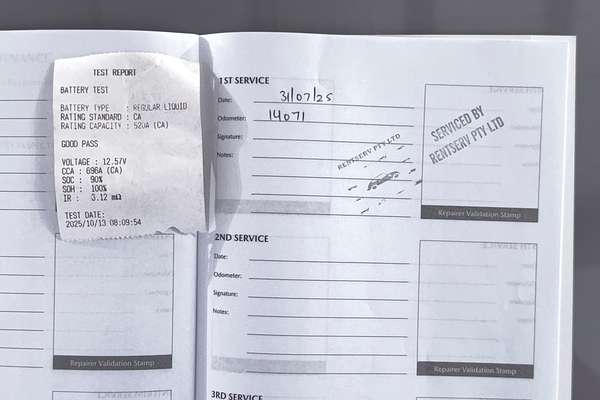 TEST REPORT
BATTERY TEST
BATTERY TYPE : REGULAR LIQUID
RATING STANDARD : CA
RATING CAPACITY : 520A (CA)
GOOD PASS
VOLTAGE : 12.57V
CCA : 696A (CA)
SOC : 90%
SOH : 100%
IR : 3.12 mΩ
TEST DATE:
2025/10/13 08:09:54
Repairer Validation Stamp
1ST SERVICE
Date: 31/07/25
Odometer: 14071
Signature:
Notes:
RENTSERV PTY LTD
SERVICED BY
RENTSERV PTY LTD
Repairer Validation Stamp
2ND SERVICE
Date:
Odometer:
Signature:
Notes:
Repairer Validation Stamp
3RD SERVICE